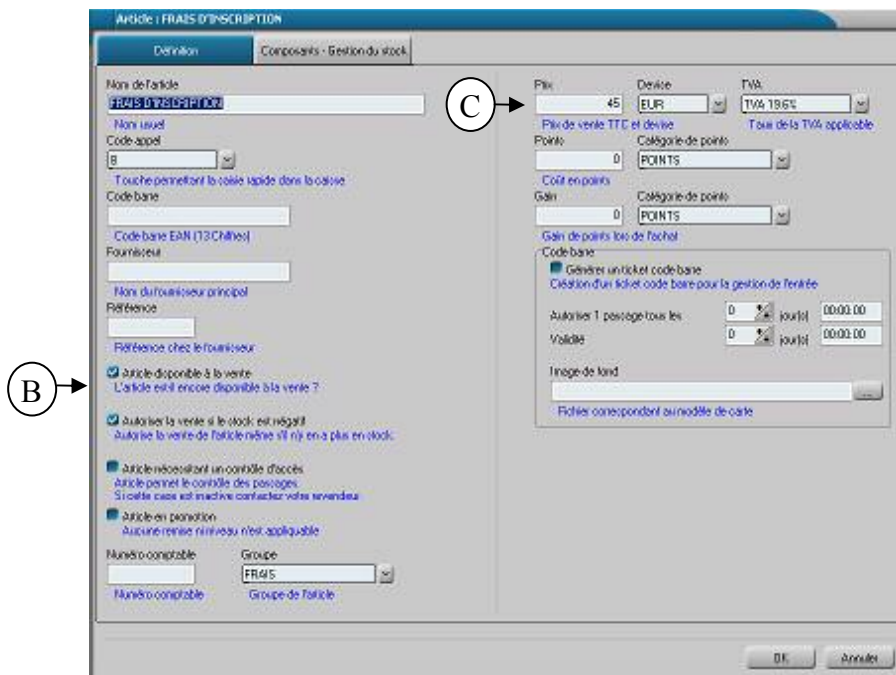 Article : FRAIS D'INSCRIPTION
Définition
Composants - Gestion du stock
Nom de l'article
FRAIS D'INSCRIPTION
Nom usuel
Code appel
8
Touche permettant la saisie rapide dans la caisse
Code barre
Code barre EAN (13 Chiffres)
Fournisseur
Nom du fournisseur principal
Référence
Référence chez le fournisseur
B
Article disponible à la vente
L'article est-il encore disponible à la vente ?
Autoriser la vente si le stock est négatif
Autorise la vente de l'article même s'il n'y en a plus en stock.
Article nécessitant un contrôle d'accès
Article permet le contrôle des passages
Si cette case est inactive contactez votre revendeur
Article en promotion
Aucune remise ni niveau n'est appliquable
Numéro comptable Groupe
FRAIS
Numéro comptable Groupe de l'article
C
Prix Devise TVA
45 EUR TVA 19.6%
Prix de vente TTC et devise Taux de la TVA applicable
Points Catégorie de points
0 POINTS
Coût en points
Gain Catégorie de points
0 POINTS
Gain de points lors de l'achat
Code barre
Générer un ticket code barre
Création d'un ticket code barre pour la gestion de l'entrée
Autoriser 1 passage tous les 0 jour(s) 00:00:00
Validité 0 jour(s) 00:00:00
Image de fond
...
Fichier correspondant au modèle de carte
OK Annuler